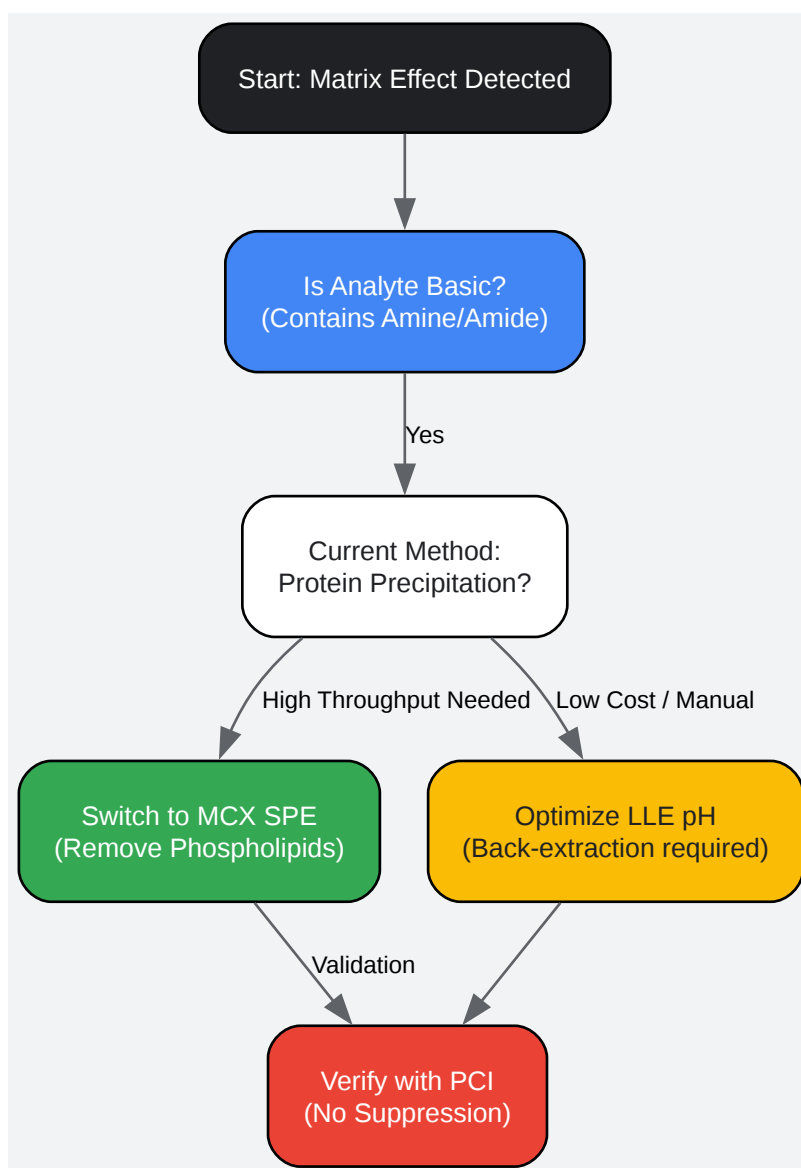 Start: Matrix Effect Detected
Is Analyte Basic?
(Contains Amine/Amide)
Yes
Current Method:
Protein Precipitation?
High Throughput Needed
Low Cost / Manual
Switch to MCX SPE
(Remove Phospholipids)
Optimize LLE pH
(Back-extraction required)
Validation
Verify with PCI
(No Suppression)